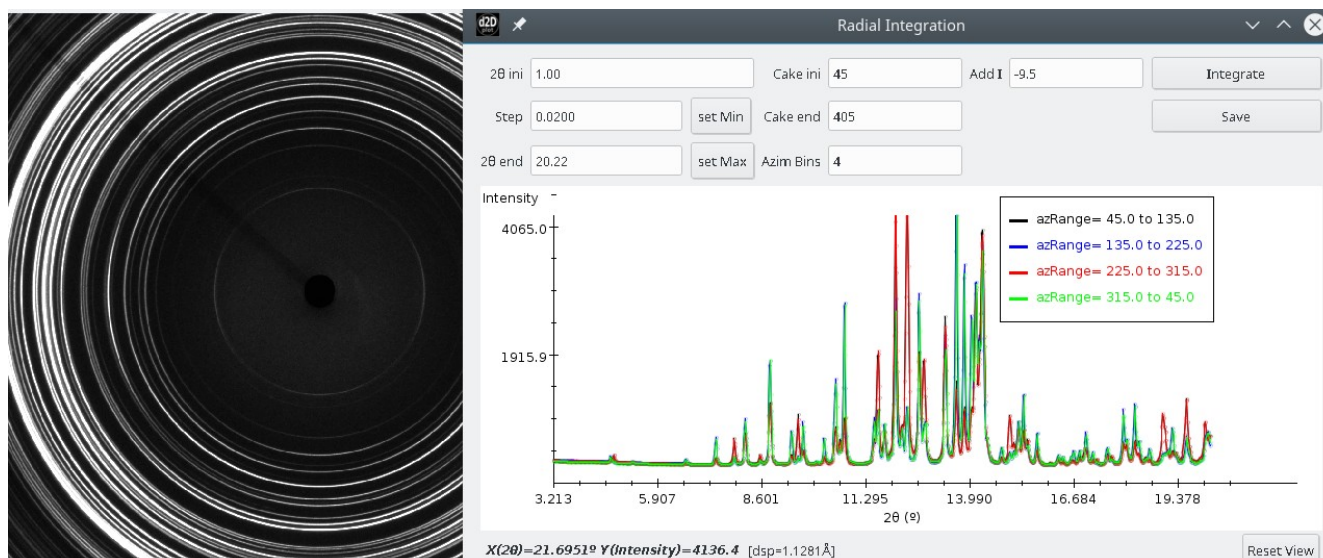 d2D
plot
Radial Integration
2θ ini 1.00 Cake ini 45 Add I -9.5 Integrate
Step 0.0200 set Min Cake end 405 Save
2θ end 20.22 set Max Azim Bins 4
Intensity
4065.0
1915.9
azRange= 45.0 to 135.0
azRange= 135.0 to 225.0
azRange= 225.0 to 315.0
azRange= 315.0 to 45.0
3.213 5.907 8.601 11.295 13.990 16.684 19.378
2θ (º)
X(2θ)=21.6951º Y(Intensity)=4136.4 [dsp=1.1281Å] Reset View